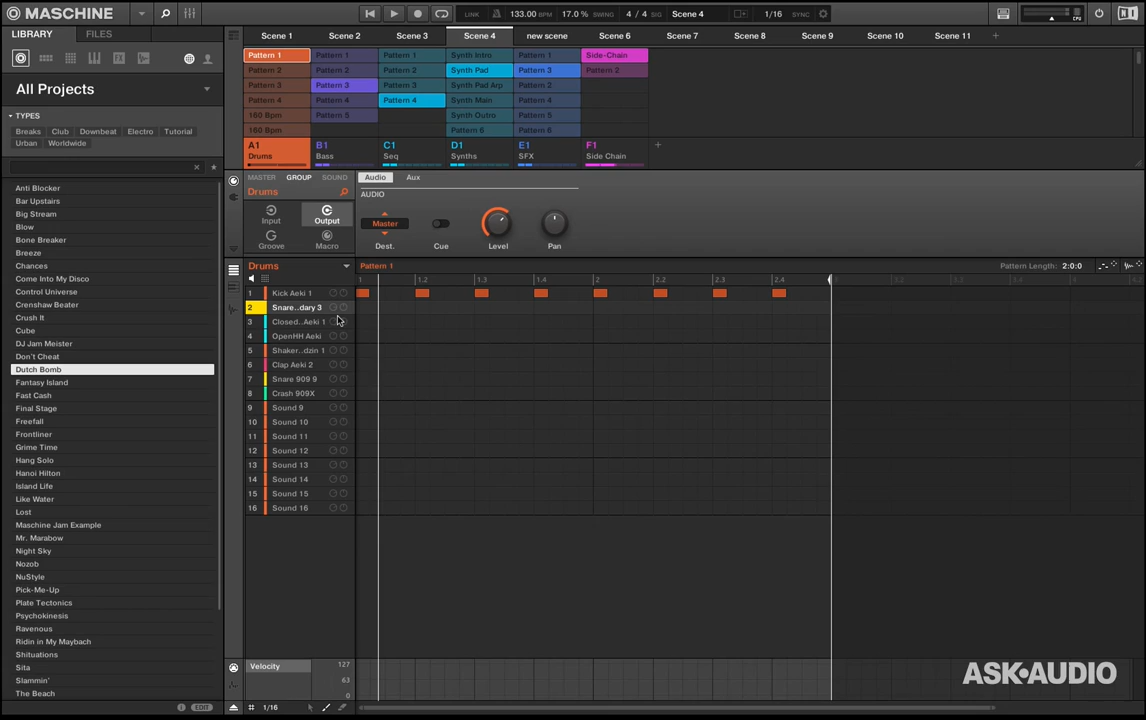 MASCHINE
LINK 133.00 BPM 17.0% SWING 4 / 4 SIG Scene 4 1/16 SYNC CPU
LIBRARY FILES
All Projects
TYPES
Breaks Club Downbeat Electro Tutorial
Urban Worldwide
Anti Blocker
Bar Upstairs
Big Stream
Blow
Bone Breaker
Breeze
Chances
Come Into My Disco
Control Universe
Crenshaw Beater
Crush It
Cube
DJ Jam Meister
Don't Cheat
Dutch Bomb
Fantasy Island
Fast Cash
Final Stage
Freefall
Frontliner
Grime Time
Hang Solo
Hanoi Hilton
Island Life
Like Water
Lost
Maschine Jam Example
Mr. Marabow
Night Sky
Nozob
NuStyle
Pick-Me-Up
Plate Tectonics
Psychokinesis
Ravenous
Ridin in My Maybach
Shituations
Sita
Slammin'
The Beach
EDIT
Scene 1 Scene 2 Scene 3 Scene 4 new scene Scene 6 Scene 7 Scene 8 Scene 9 Scene 10 Scene 11 +
Pattern 1 Pattern 1 Pattern 1 Synth Intro Pattern 1 Side-Chain
Pattern 2 Pattern 2 Pattern 2 Synth Pad Pattern 3 Pattern 2
Pattern 3 Pattern 3 Pattern 3 Synth Pad Arp Pattern 2
Pattern 4 Pattern 4 Pattern 4 Synth Main Pattern 4
160 Bpm Pattern 5 Synth Outro Pattern 5
160 Bpm Pattern 6 Pattern 6
A1 B1 C1 D1 E1 F1 +
Drums Bass Seq Synths SFX Side Chain
MASTER GROUP SOUND Audio Aux
Drums AUDIO
Input Output Master
Groove Macro Dest. Cue Level Pan
Drums Pattern 1 Pattern Length: 2:0:0
1 1.2 1.3 1.4 2 2.2 2.3 2.4 3.2 3.3 3.4
1 Kick Aeki 1
2 Snare..dary 3
3 Closed..Aeki 1
4 OpenHH Aeki
5 Shaker...dzin 1
6 Clap Aeki 2
7 Snare 909 9
8 Crash 909X
9 Sound 9
10 Sound 10
11 Sound 11
12 Sound 12
13 Sound 13
14 Sound 14
15 Sound 15
16 Sound 16
Velocity 127
63
0
1/16
ASK•AUDIO